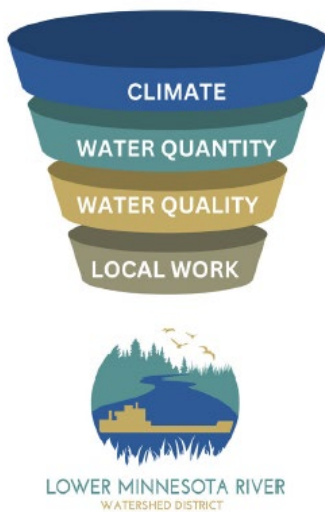 CLIMATE
WATER QUANTITY
WATER QUALITY
LOCAL WORK
LOWER MINNESOTA RIVER
WATERSHED DISTRICT